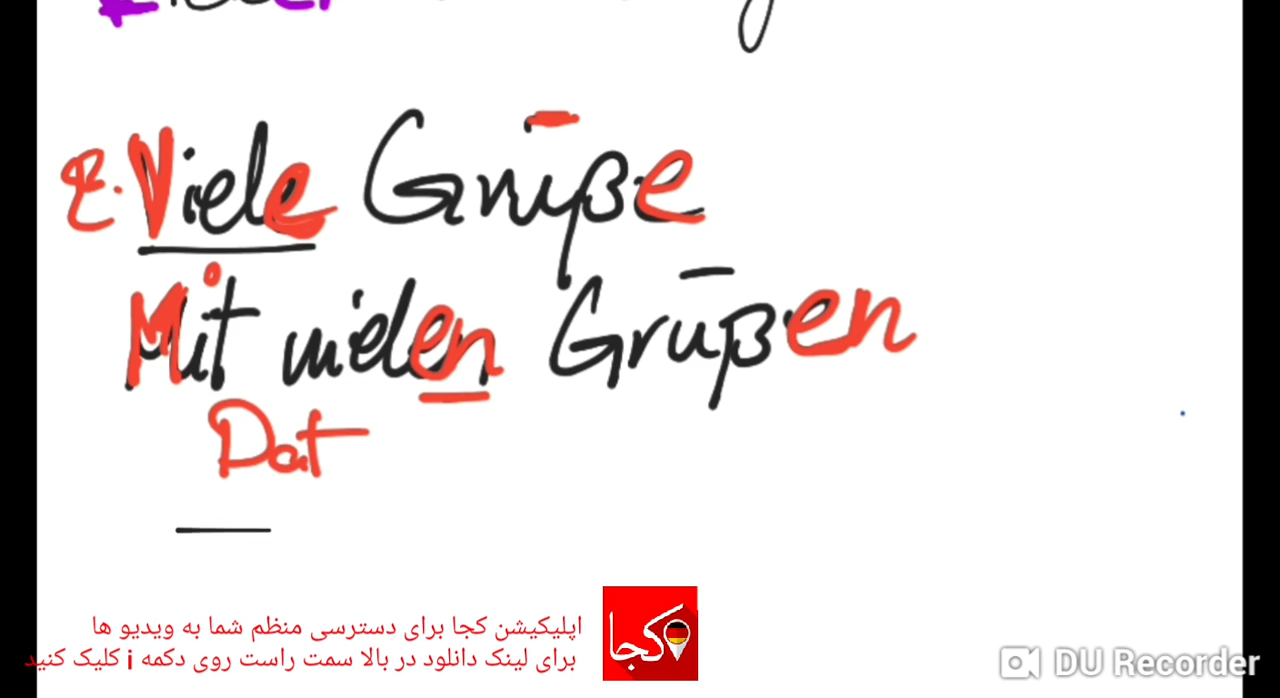 E. Viele Grüße
Mit vielen Grüßen
Dat
اپلیکیشن کجا برای دسترسی منظم شما به ویدیو ها
برای لینک دانلود در بالا سمت راست روی دکمه i کلیک کنید
کجا
DU Recorder